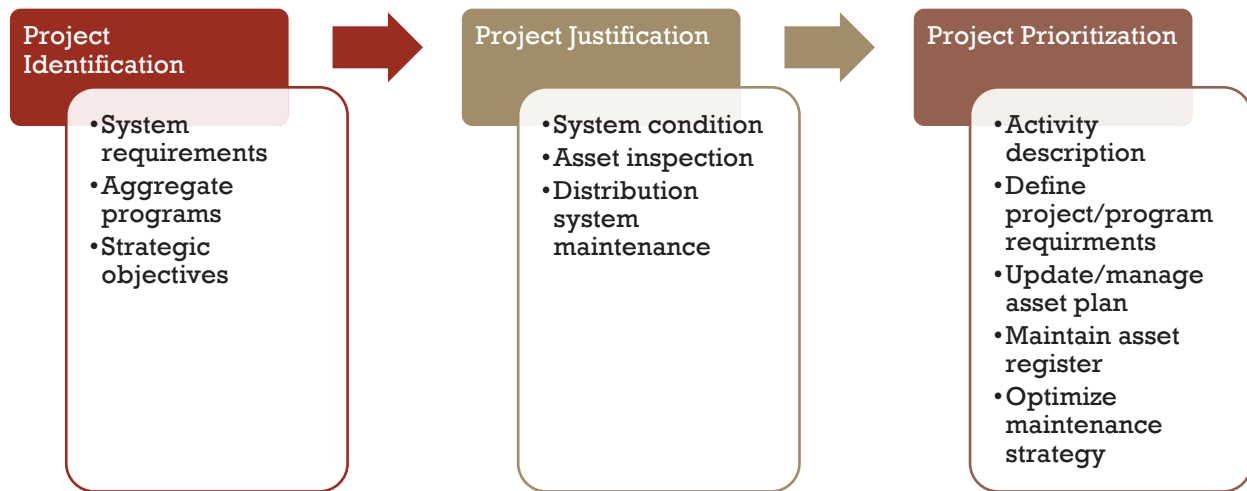 Project
Identification
•System
requirements
•Aggregate
programs
•Strategic
objectives
Project Justification
•System condition
•Asset inspection
•Distribution
system
maintenance
Project Prioritization
•Activity
description
•Define
project/program
requirments
•Update/manage
asset plan
•Maintain asset
register
•Optimize
maintenance
strategy